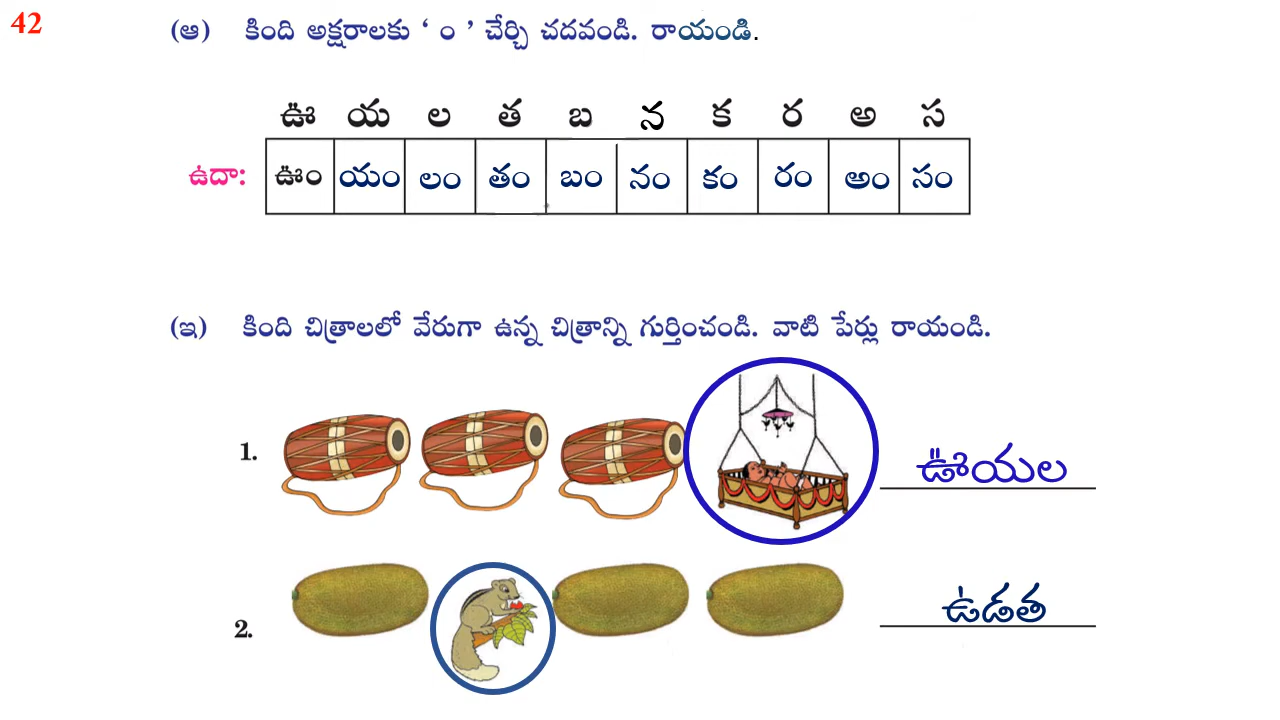 42
(ఆ) కింది అక్షరాలకు ‘ ం ’ చేర్చి చదవండి. రాయండి.
ఊ య ల త బ న క ర అ స
ఉదా: ఊం యం లం తం బం నం కం రం అం సం
(ఇ) కింది చిత్రాలలో వేరుగా ఉన్న చిత్రాన్ని గుర్తించండి. వాటి పేర్లు రాయండి.
1. ఊయల
2. ఉడత